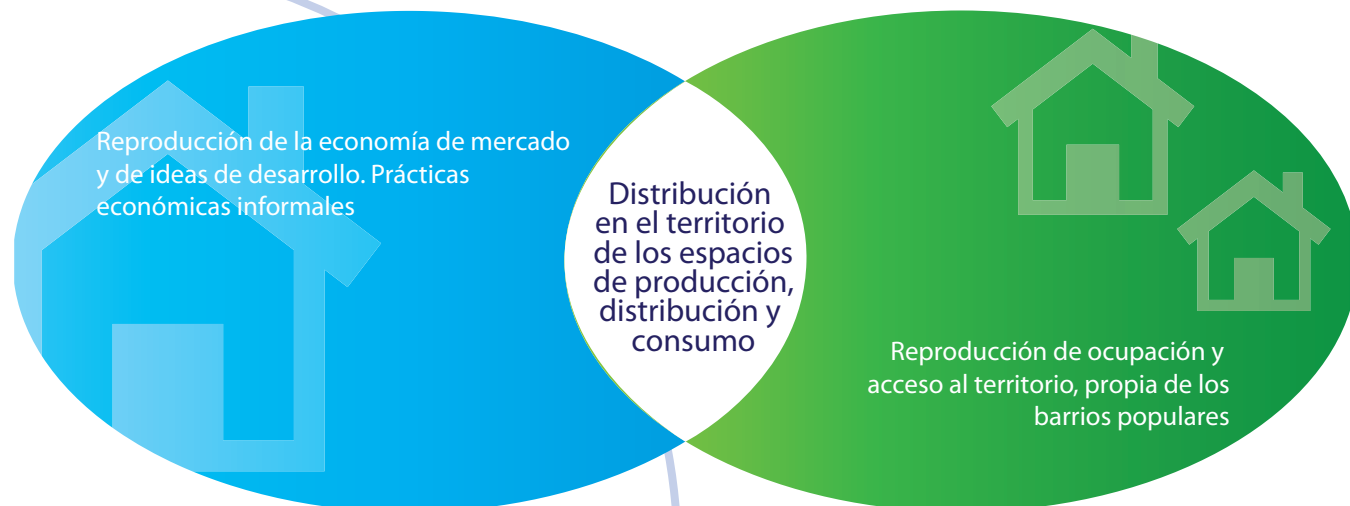 Reproducción de la economía de mercado
y de ideas de desarrollo. Prácticas
económicas informales
Distribución
en el territorio
de los espacios
de producción,
distribución y
consumo
Reproducción de ocupación y
acceso al territorio, propia de los
barrios populares